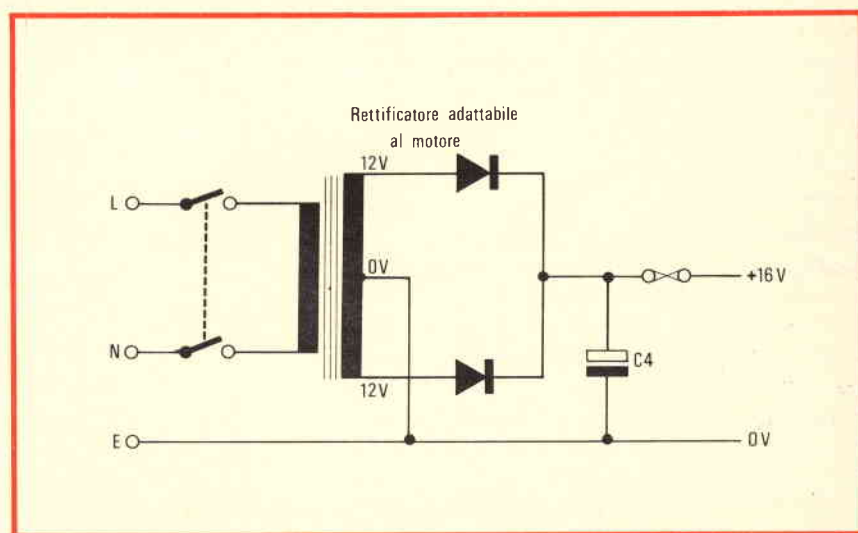 Rettificatore adattabile
al motore
12V
L
0V
+16V
N
C4
12V
E
0V